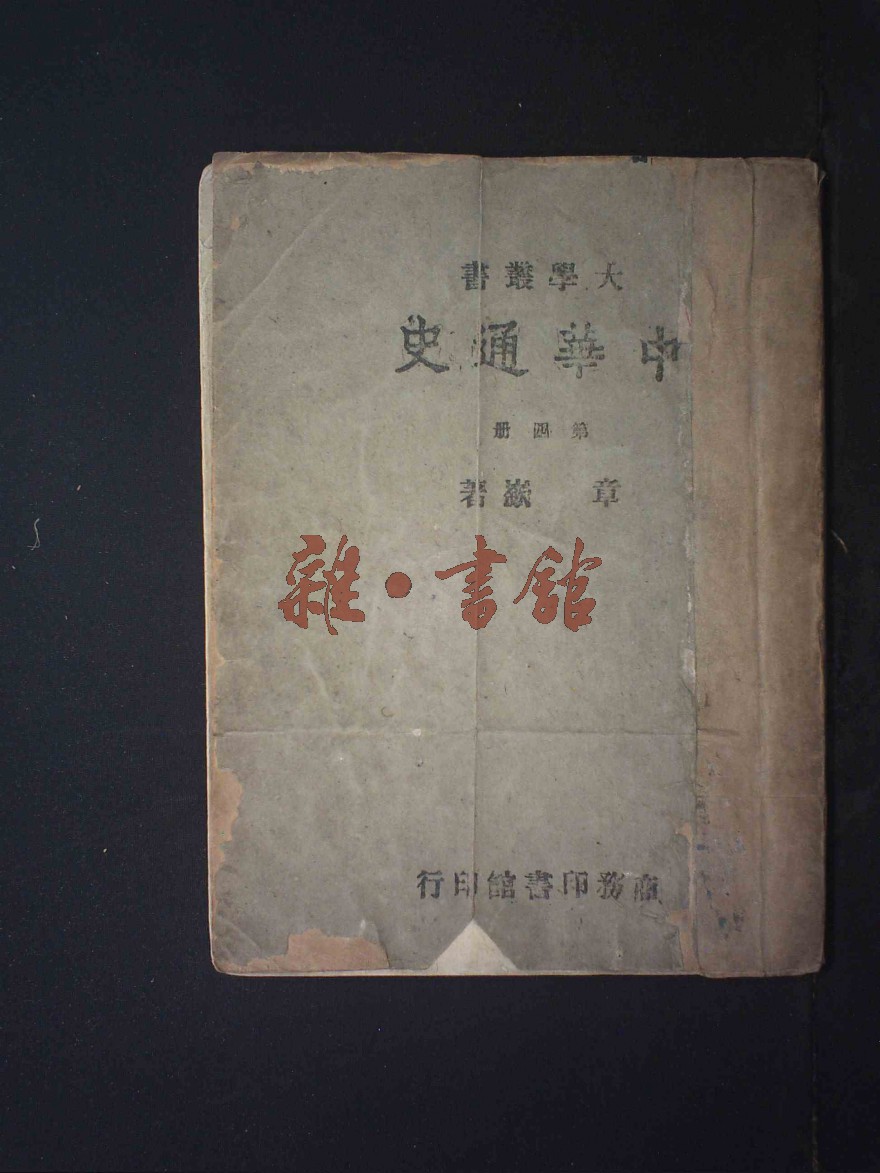 大學叢書
中華通史
第四册
章嶔著
雜·書館
商務印書館印行